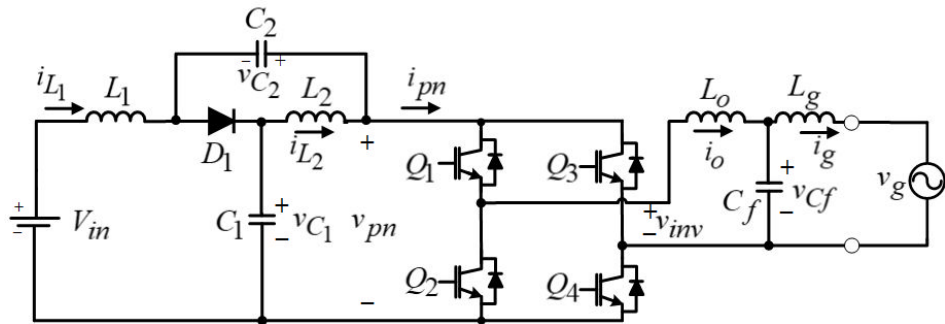 C2
− vC2 +
iL1 L1 L2 ipn Lo Lg
D1 iL2 + io ig
Q1 Q3
+ Vin C1 + vC1 − vpn + vinv − Cf + vCf − vg
−
Q2 − Q4